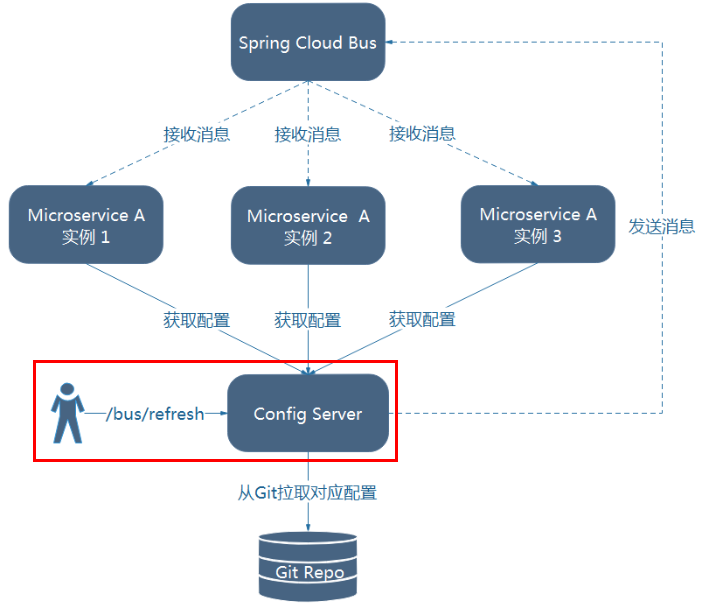 Spring Cloud Bus
接收消息
接收消息
接收消息
Microservice A
实例 1
Microservice A
实例 2
Microservice A
实例 3
发送消息
获取配置
获取配置
获取配置
/bus/refresh
Config Server
从Git拉取对应配置
Git Repo